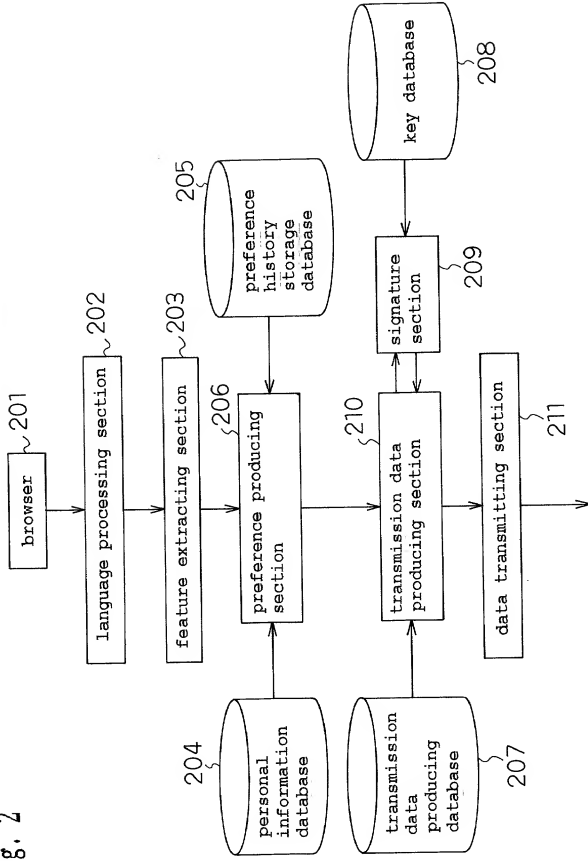 g. 2
browser
201
language processing section
202
feature extracting section
203
personal
information
database
204
preference producing
section
206
preference
history
storage
database
205
transmission
data
producing
database
207
transmission data
producing section
210
signature
section
209
key database
208
data transmitting section
211